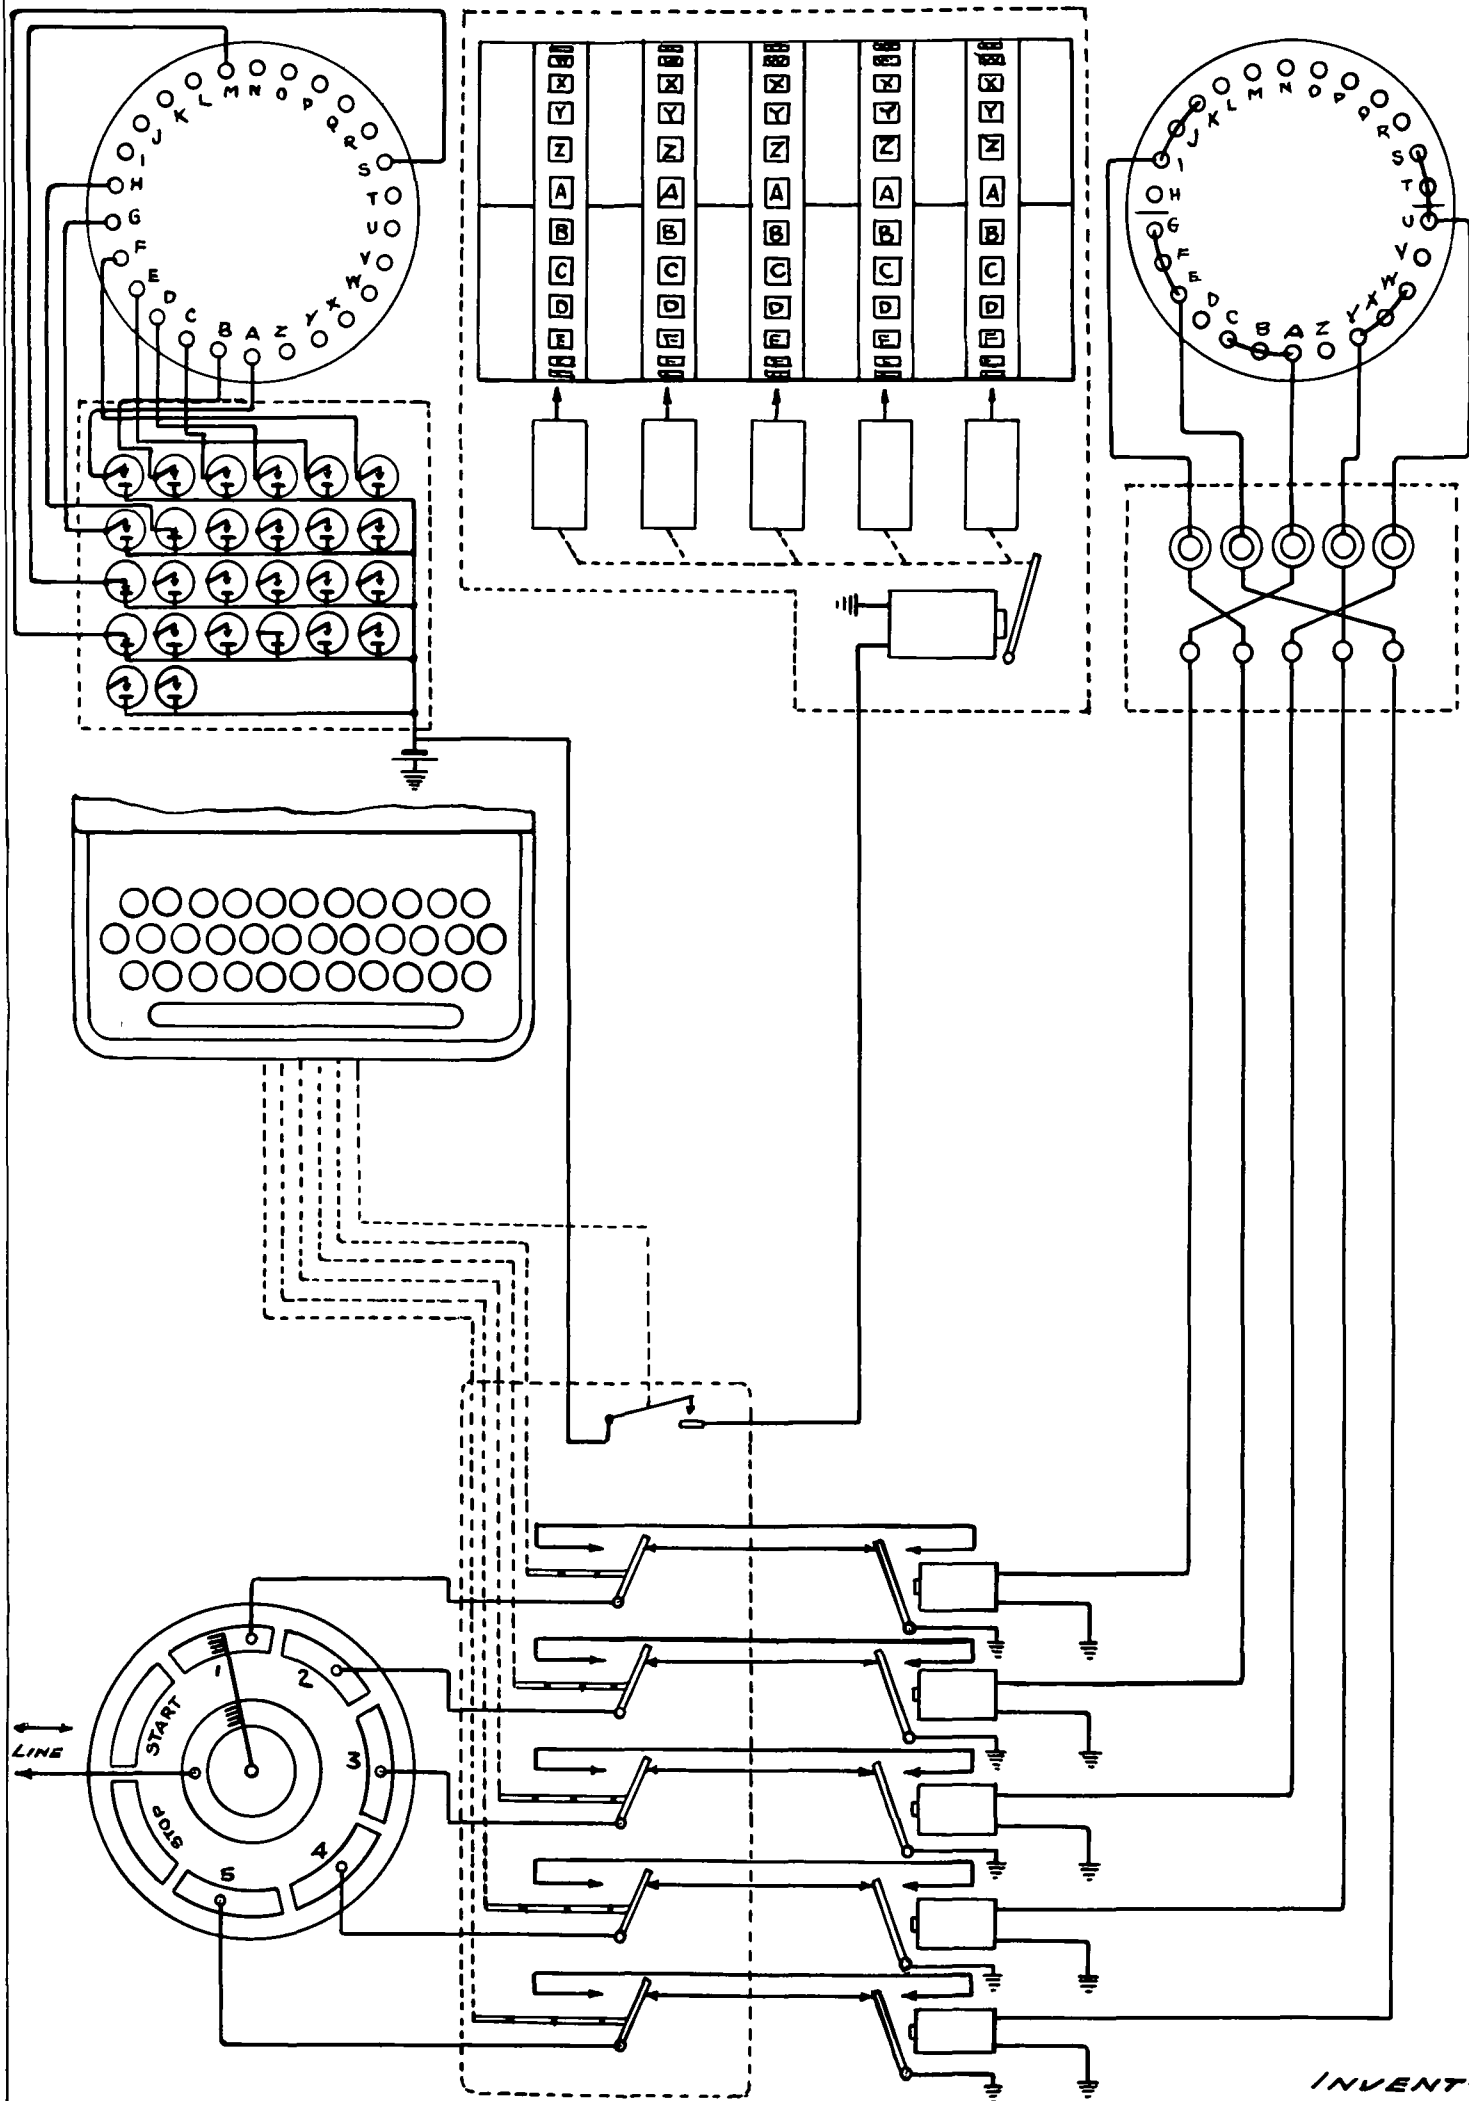 L M N O P
K Q
J R
I S
H T
G U
F V
E W
D X
C B A Z Y
X X X X X
Y Y Y Y Y
Z Z Z Z Z
A A A A A
B B B B B
C C C C C
D D D D D
E E E E E
L M N O P
K Q
J R
I S
H T
G U
F V
E W
D X
C B A Z Y
1
2
START
LINE
3
STOP
4
5
INVENT